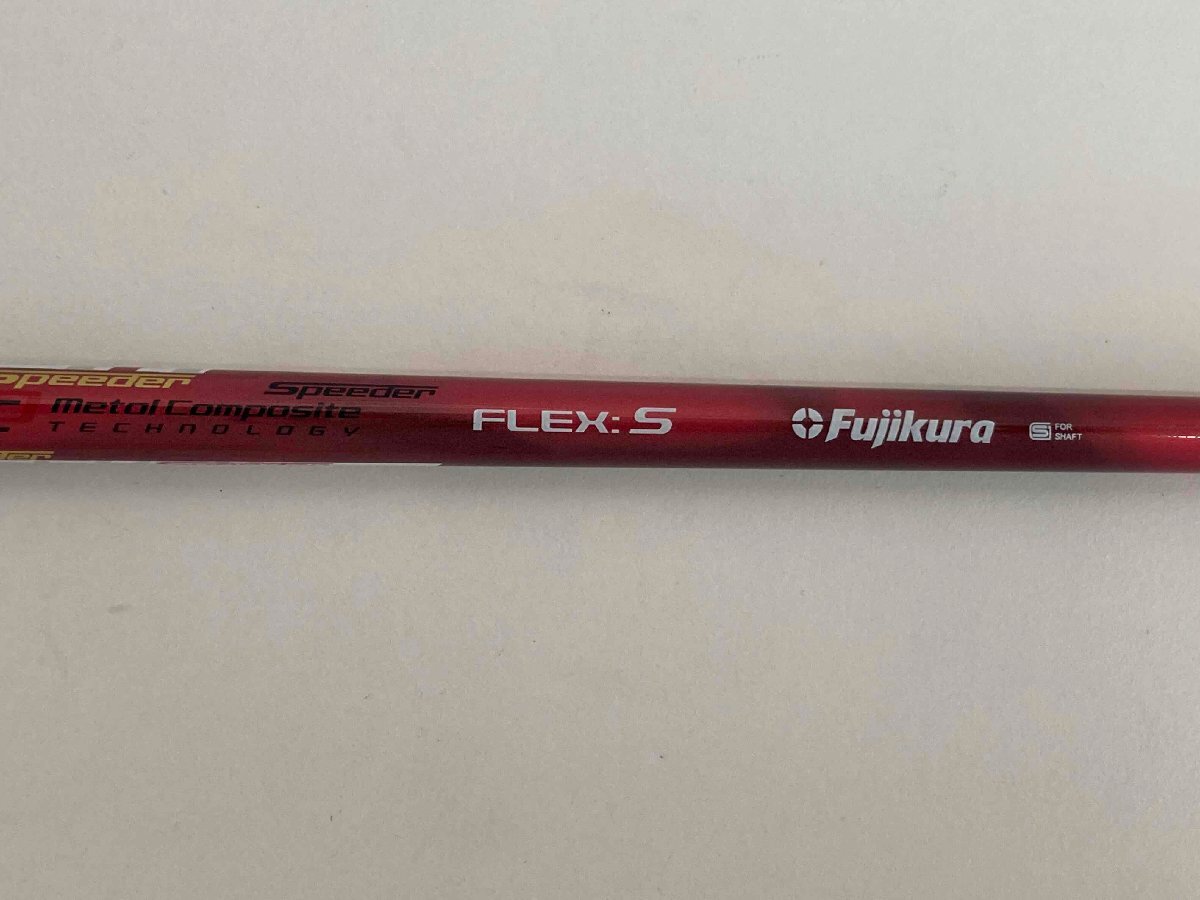 Speeder
Speeder
Metal Composite
TECHNOLOGY
FLEX: S
Fujikura
S FOR
SHAFT